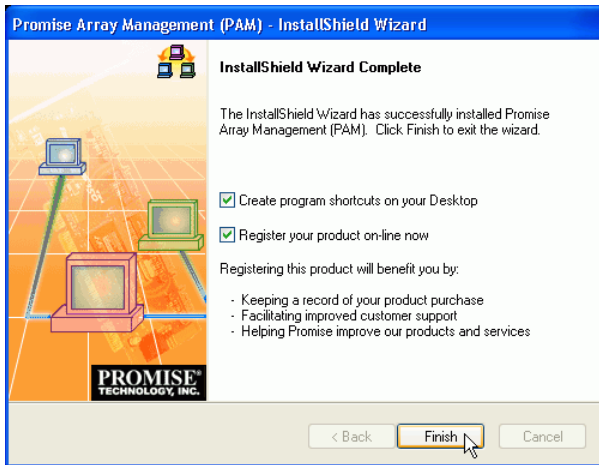 Promise Array Management (PAM) - InstallShield Wizard
InstallShield Wizard Complete
The InstallShield Wizard has successfully installed Promise
Array Management (PAM). Click Finish to exit the wizard.
Create program shortcuts on your Desktop
Register your product on-line now
Registering this product will benefit you by:
- Keeping a record of your product purchase
- Facilitating improved customer support
- Helping Promise improve our products and services
PROMISE®
TECHNOLOGY, INC.
< Back
Finish
Cancel